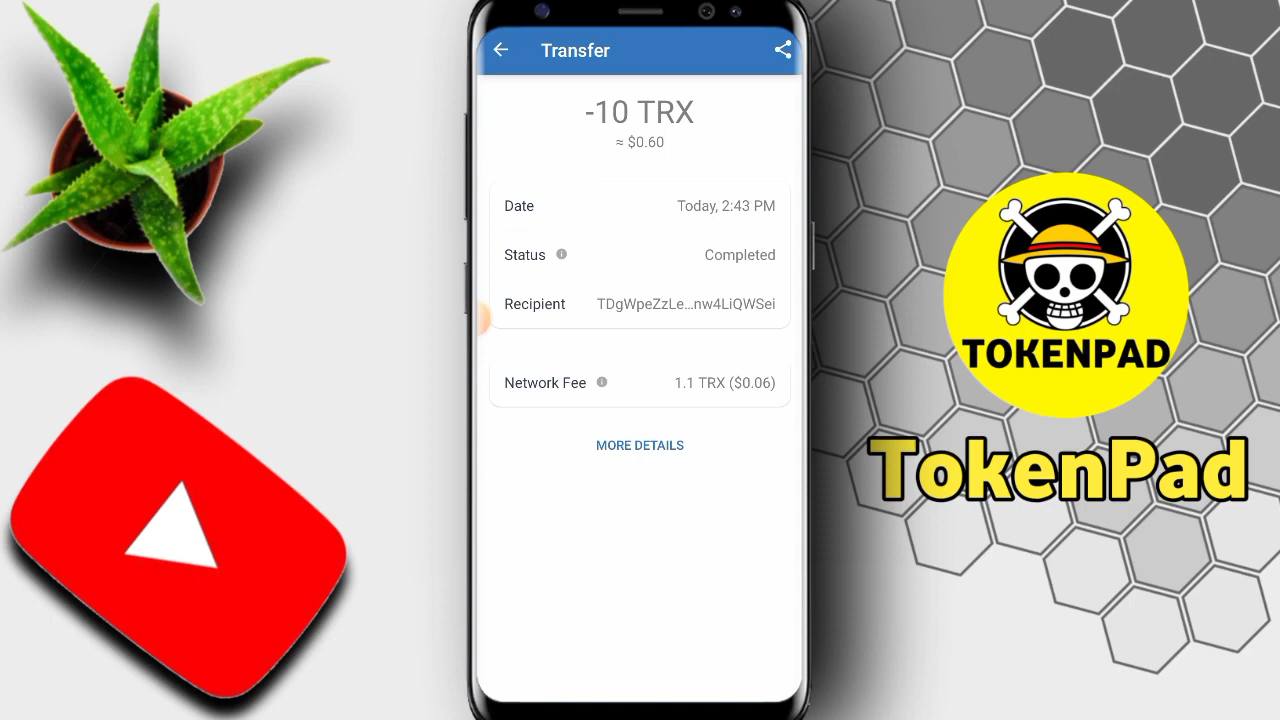 Transfer
-10 TRX
≈ $0.60
Date Today, 2:43 PM
Status Completed
Recipient TDgWpeZzLe...nw4LiQWSei
Network Fee 1.1 TRX ($0.06)
MORE DETAILS
TOKENPAD
TokenPad